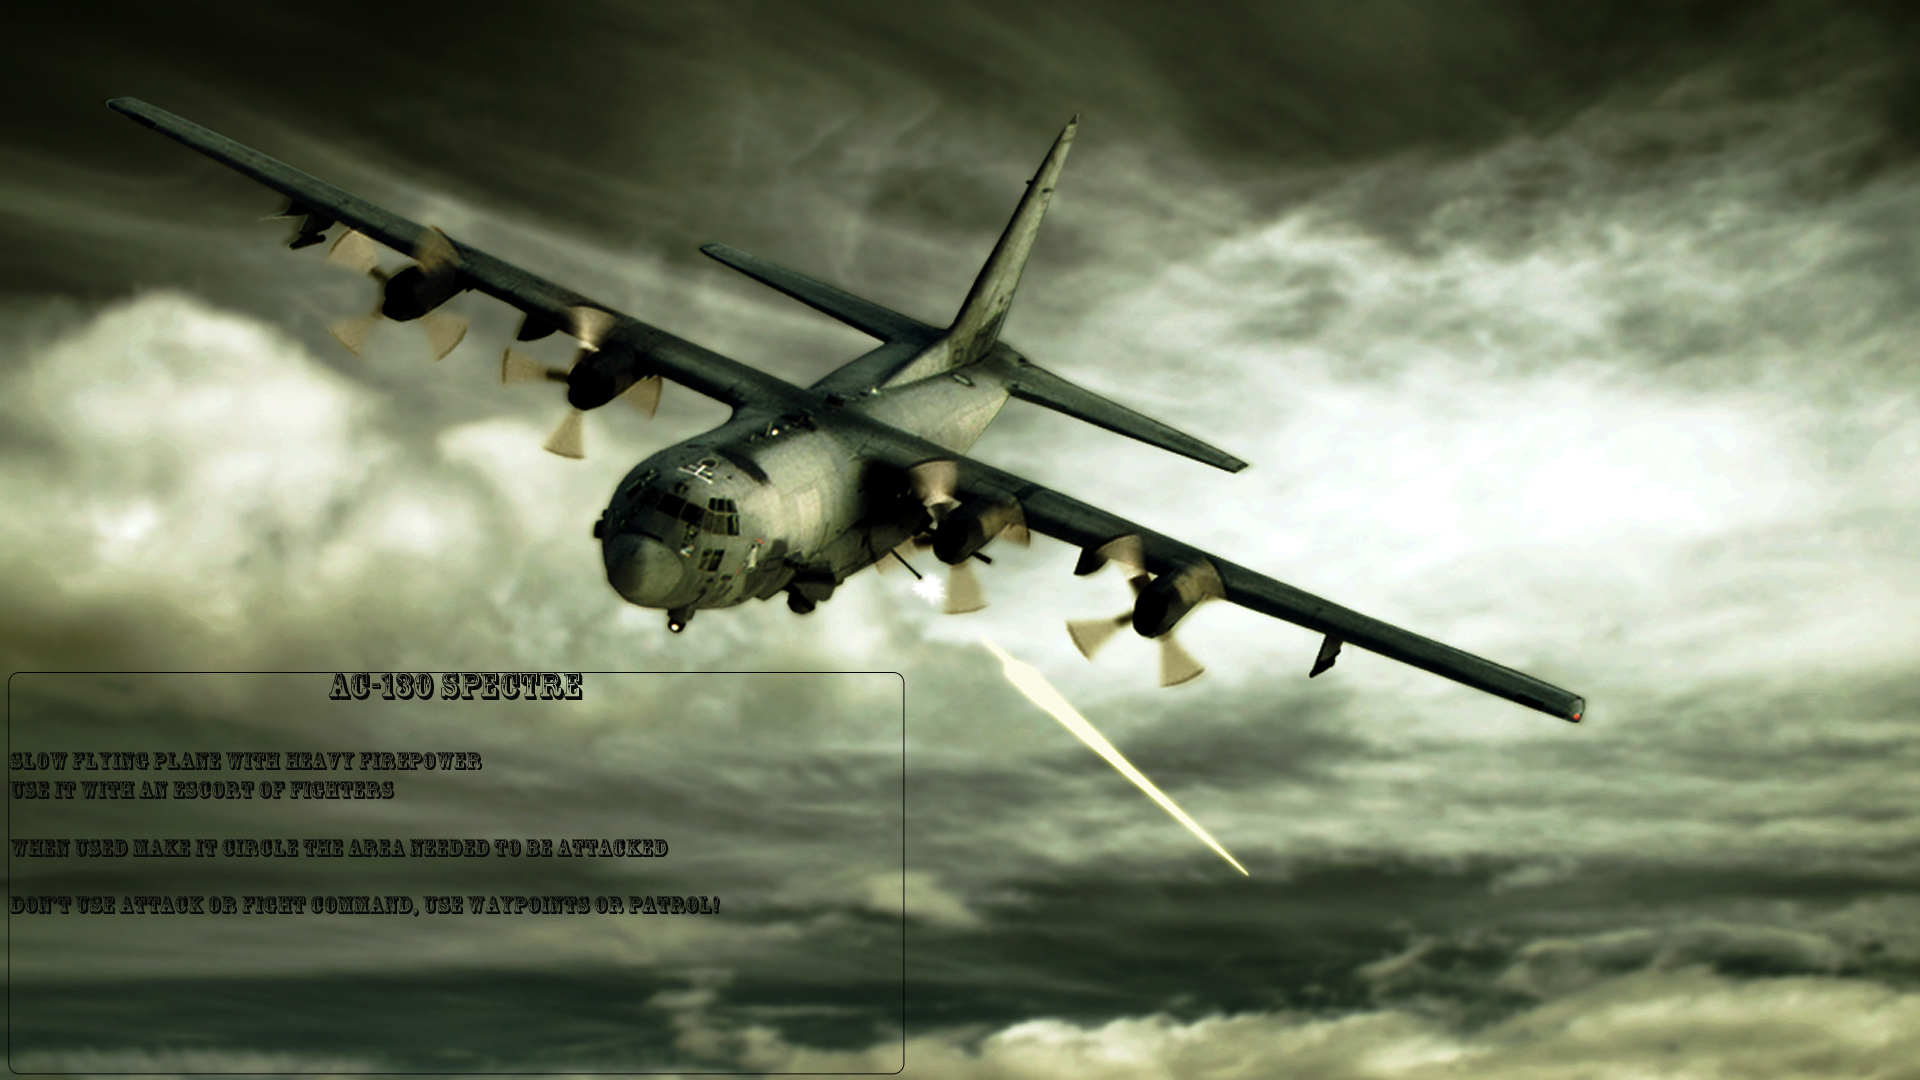 AC-130 SPECTRE
SLOW FLYING PLANE WITH HEAVY FIREPOWER
USE IT WITH AN ESCORT OF FIGHTERS
WHEN USED MAKE IT CIRCLE THE AREA NEEDED TO BE ATTACKED
DON'T USE ATTACK OR FIGHT COMMAND, USE WAYPOINTS OR PATROL!